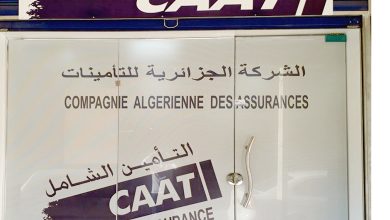 CAAT
الشركة الجزائرية للتأمينات
COMPAGNIE ALGERIENNE DES ASSURANCES
التأمين الشامل
CAAT